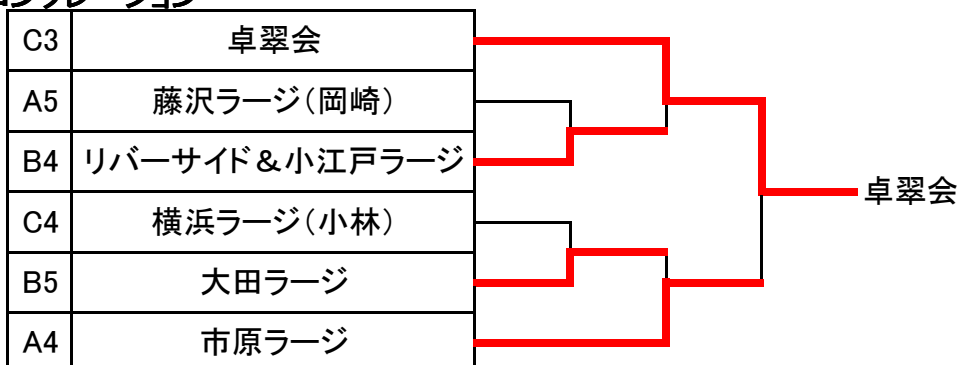 C3 卓翠会
A5 藤沢ラージ(岡崎)
B4 リバーサイド＆小江戸ラージ
卓翠会
C4 横浜ラージ(小林)
B5 大田ラージ
A4 市原ラージ